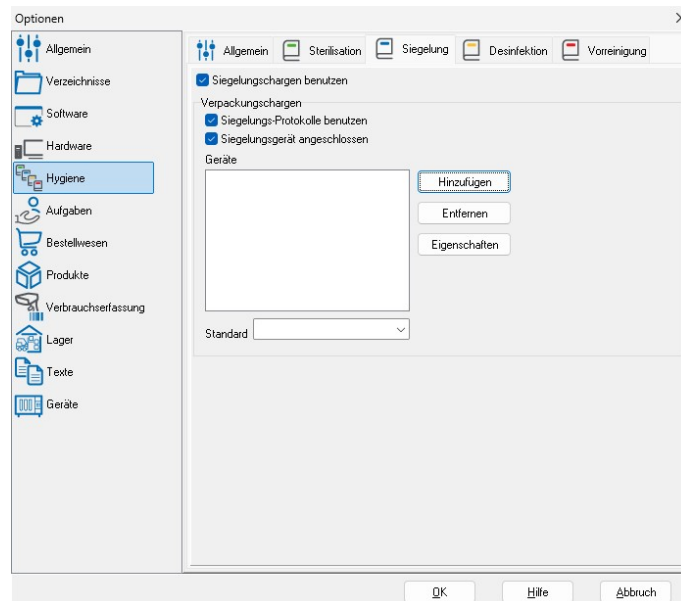 Optionen
Allgemein
Verzeichnisse
Software
Hardware
Hygiene
Aufgaben
Bestellwesen
Produkte
Verbrauchserfassung
Lager
Texte
Geräte
Allgemein Sterilisation Siegelung Desinfektion Vorreinigung
Siegelungschargen benutzen
Verpackungschargen
Siegelungs-Protokolle benutzen
Siegelungsgerät angeschlossen
Geräte
Hinzufügen
Entfernen
Eigenschaften
Standard
OK Hilfe Abbruch